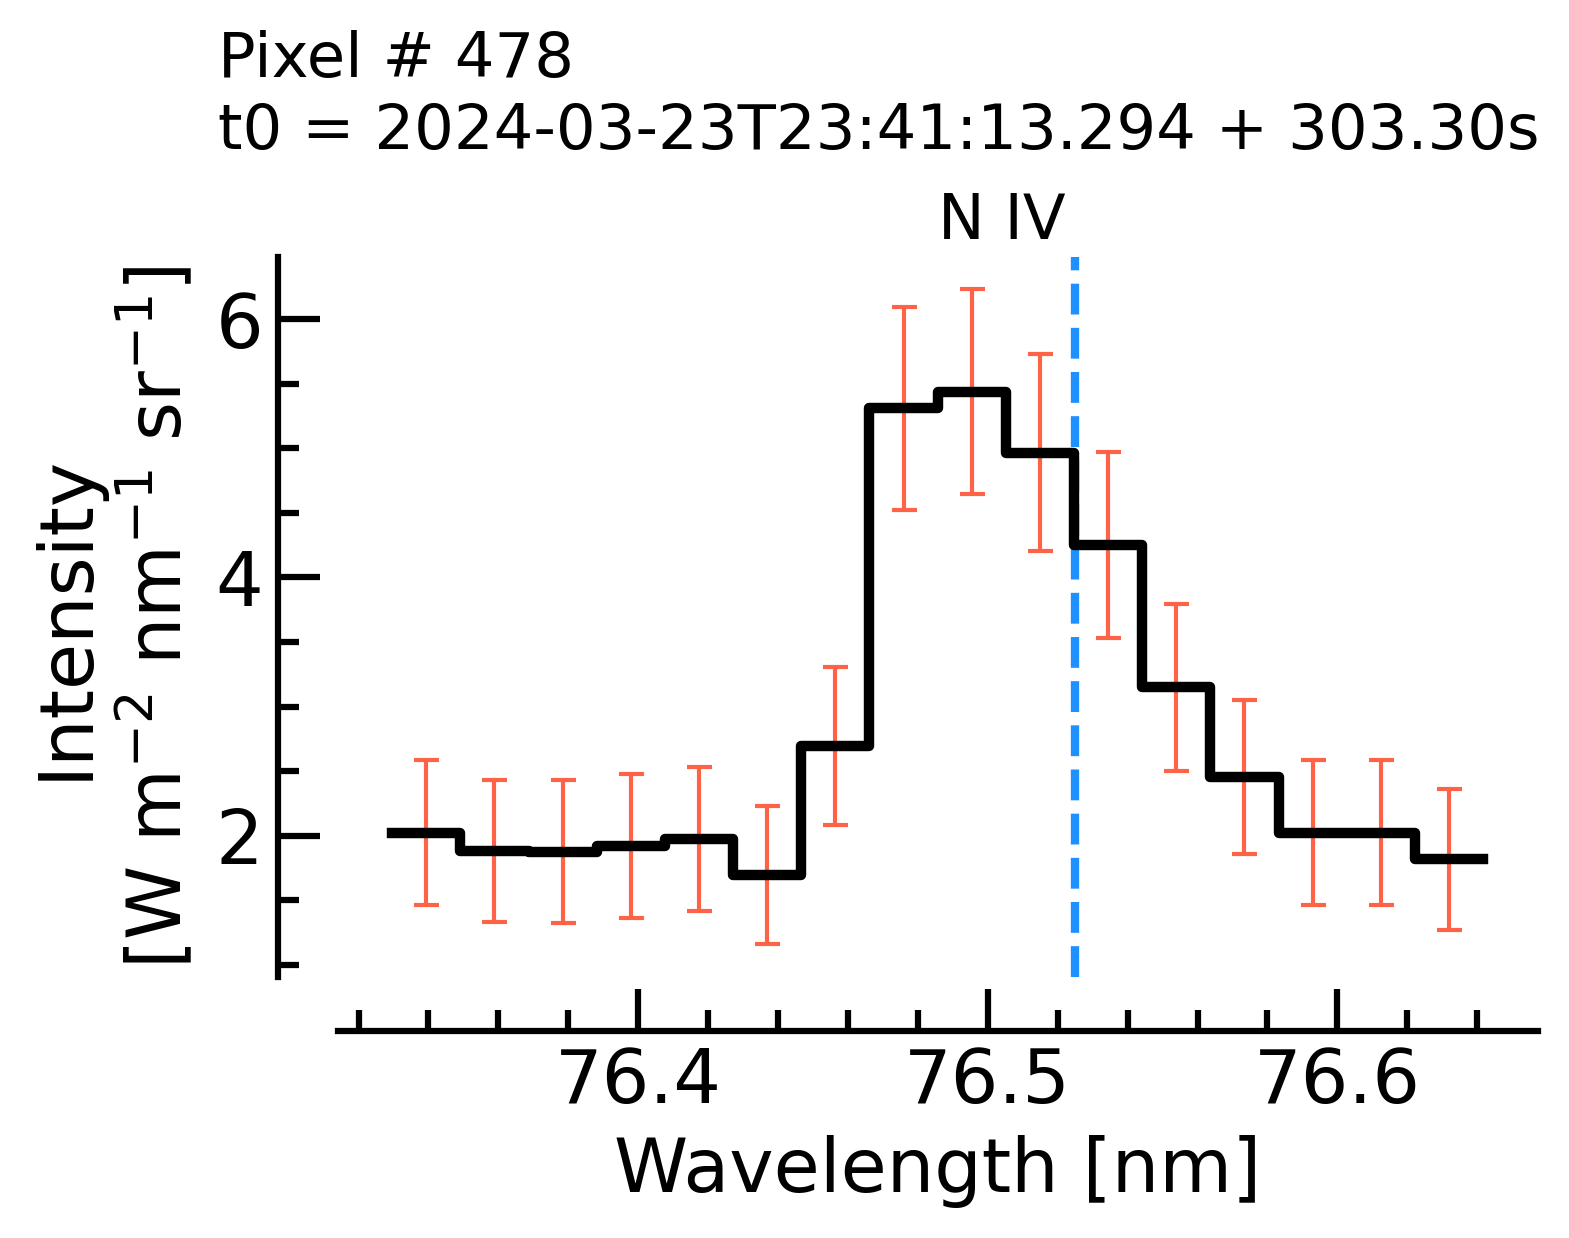 Pixel # 478
t0 = 2024-03-23T23:41:13.294 + 303.30s
N IV
Intensity
[W m⁻² nm⁻¹ sr⁻¹]
6
4
2
76.4 76.5 76.6
Wavelength [nm]